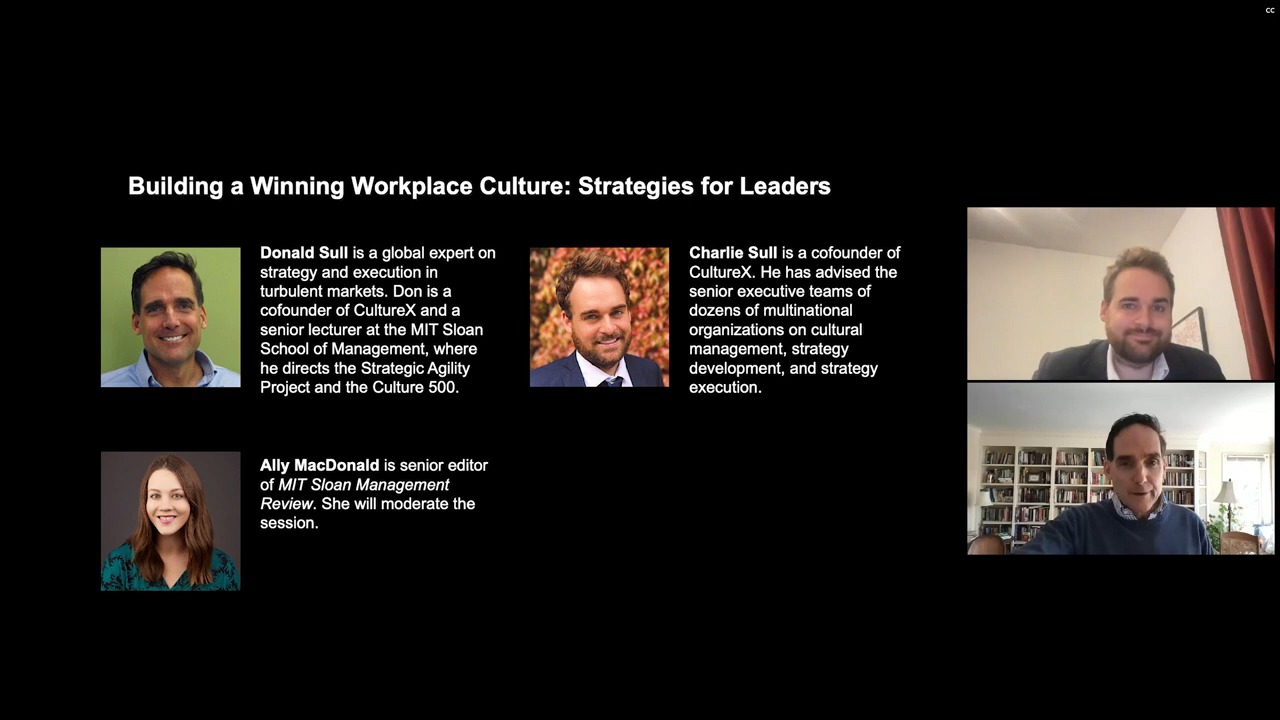 CC
Building a Winning Workplace Culture: Strategies for Leaders
Donald Sull is a global expert on
strategy and execution in
turbulent markets. Don is a
cofounder of CultureX and a
senior lecturer at the MIT Sloan
School of Management, where
he directs the Strategic Agility
Project and the Culture 500.
Charlie Sull is a cofounder of
CultureX. He has advised the
senior executive teams of
dozens of multinational
organizations on cultural
management, strategy
development, and strategy
execution.
Ally MacDonald is senior editor
of MIT Sloan Management
Review. She will moderate the
session.